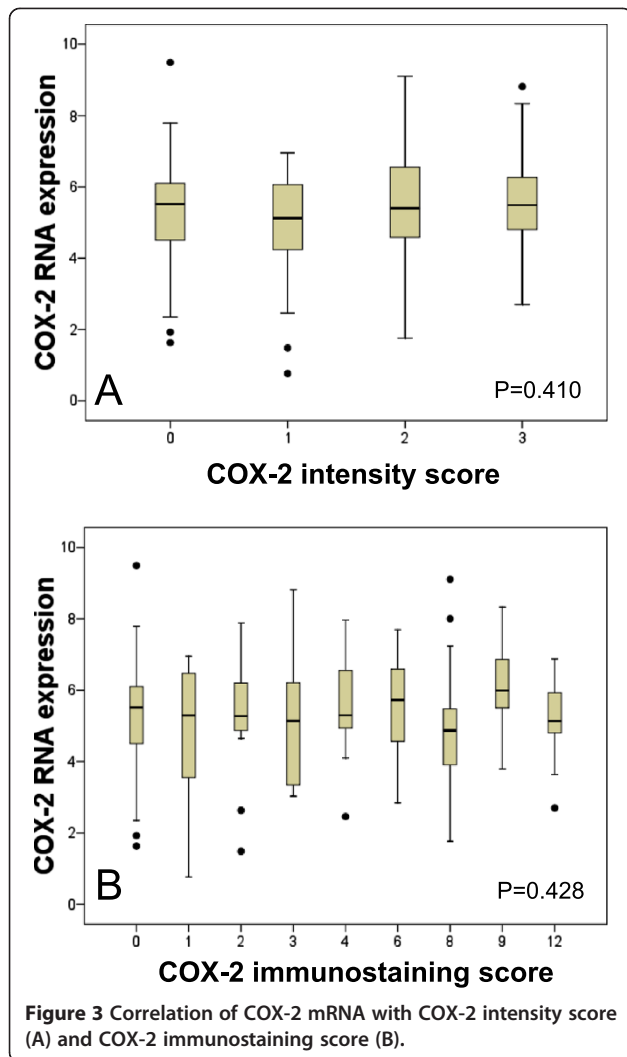 10
8
6
4
2
0
COX-2 RNA expression
A
P=0.410
0 1 2 3
COX-2 intensity score
10
8
6
4
2
0
COX-2 RNA expression
B
P=0.428
0 1 2 3 4 6 8 9 12
COX-2 immunostaining score
Figure 3 Correlation of COX-2 mRNA with COX-2 intensity score
(A) and COX-2 immunostaining score (B).